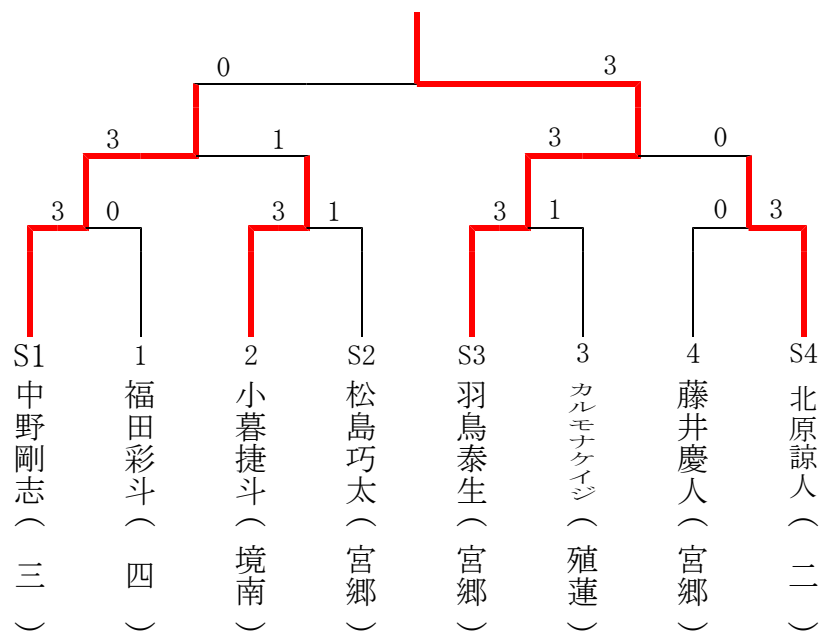 0 3
3 1 3 0
3 0 3 1 3 1 0 3
S1 1 2 S2 S3 3 4 S4
中野剛志(三)
福田彩斗(四)
小暮捷斗(境南)
松島巧太(宮郷)
羽鳥泰生(宮郷)
カルモナケイジ(殖蓮)
藤井慶人(宮郷)
北原諒人(二)